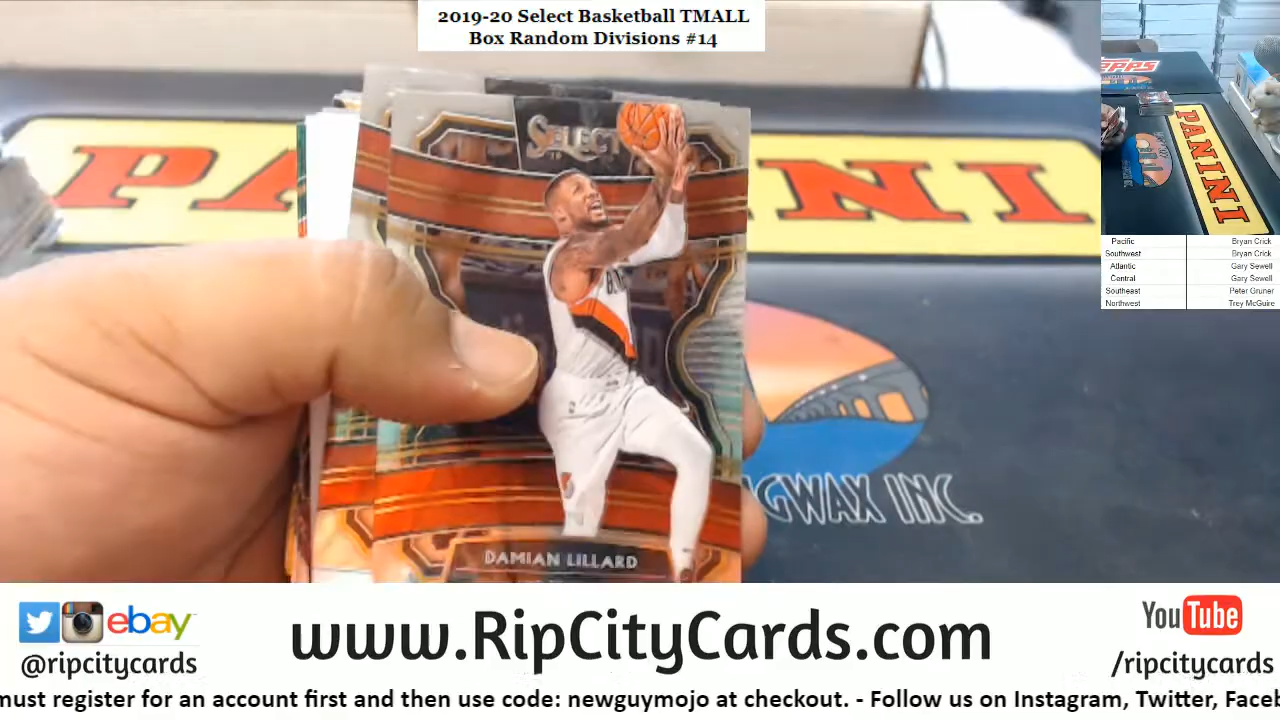 2019-20 Select Basketball TMALL
Box Random Divisions #14
SELECT
PANINI
DAMIAN LILLARD
GWAX INC.
PANINI
Pacific Bryan Crick
Southwest Bryan Crick
Atlantic Gary Sewell
Central Gary Sewell
Southeast Peter Gruner
Northwest Trey McGuire
ebay
@ripcitycards
www.RipCityCards.com
YouTube
/ripcitycards
must register for an account first and then use code: newguymojo at checkout. - Follow us on Instagram, Twitter, Faceb